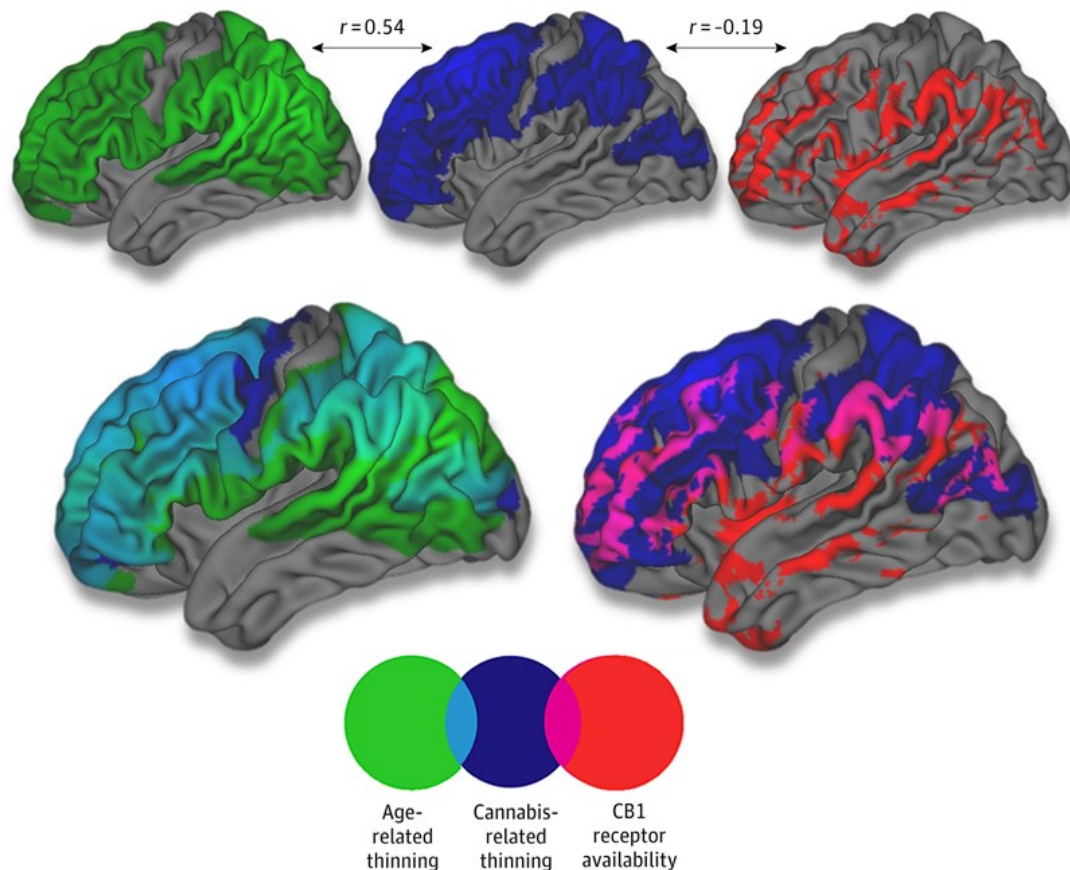 r = 0.54
r = –0.19
Age-
related
thinning
Cannabis-
related
thinning
CB1
receptor
availability